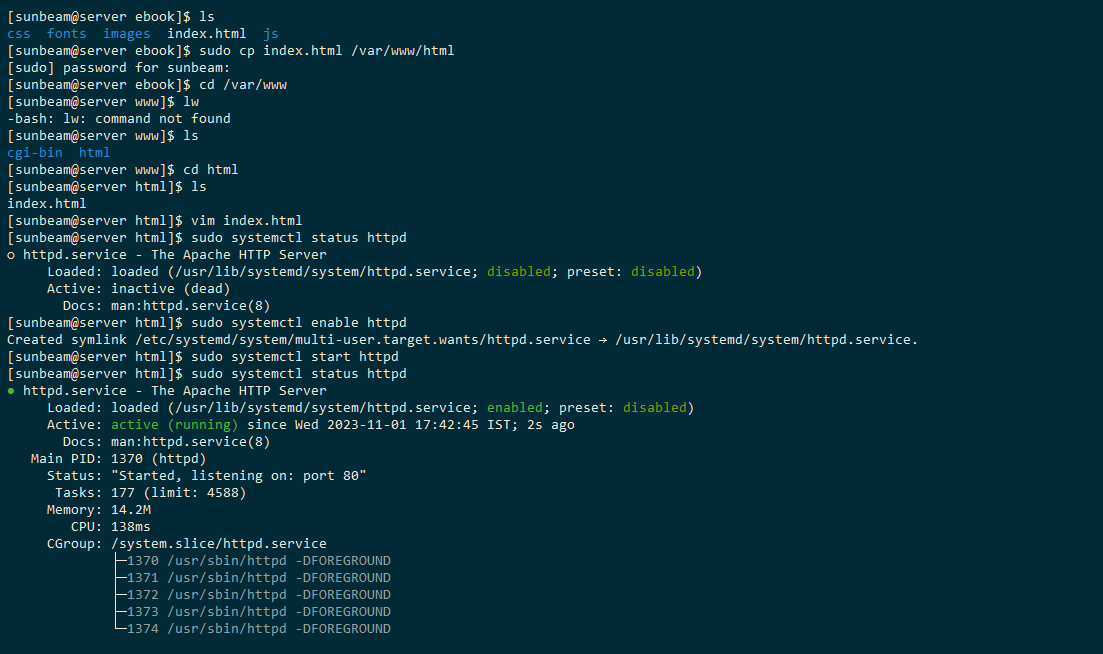 [sunbeam@server ebook]$ ls
css  fonts  images  index.html  js
[sunbeam@server ebook]$ sudo cp index.html /var/www/html
[sudo] password for sunbeam:
[sunbeam@server ebook]$ cd /var/www
[sunbeam@server www]$ lw
-bash: lw: command not found
[sunbeam@server www]$ ls
cgi-bin  html
[sunbeam@server www]$ cd html
[sunbeam@server html]$ ls
index.html
[sunbeam@server html]$ vim index.html
[sunbeam@server html]$ sudo systemctl status httpd
○ httpd.service - The Apache HTTP Server
     Loaded: loaded (/usr/lib/systemd/system/httpd.service; disabled; preset: disabled)
     Active: inactive (dead)
       Docs: man:httpd.service(8)
[sunbeam@server html]$ sudo systemctl enable httpd
Created symlink /etc/systemd/system/multi-user.target.wants/httpd.service → /usr/lib/systemd/system/httpd.service.
[sunbeam@server html]$ sudo systemctl start httpd
[sunbeam@server html]$ sudo systemctl status httpd
● httpd.service - The Apache HTTP Server
     Loaded: loaded (/usr/lib/systemd/system/httpd.service; enabled; preset: disabled)
     Active: active (running) since Wed 2023-11-01 17:42:45 IST; 2s ago
       Docs: man:httpd.service(8)
   Main PID: 1370 (httpd)
     Status: "Started, listening on: port 80"
      Tasks: 177 (limit: 4588)
     Memory: 14.2M
        CPU: 138ms
     CGroup: /system.slice/httpd.service
             ├─1370 /usr/sbin/httpd -DFOREGROUND
             ├─1371 /usr/sbin/httpd -DFOREGROUND
             ├─1372 /usr/sbin/httpd -DFOREGROUND
             ├─1373 /usr/sbin/httpd -DFOREGROUND
             └─1374 /usr/sbin/httpd -DFOREGROUND